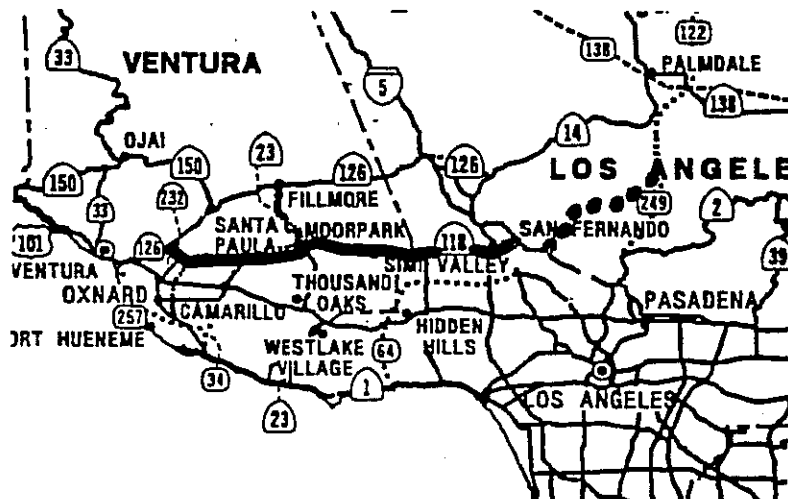 33
VENTURA
5
138
122
PALMDALE
138
14
OJAI
150
23
126
126
LOS ANGELE
150
232
FILLMORE
249
2
33
SANTA
PAULA
MOORPARK
118
SAN FERNANDO
101
126
39
VENTURA
SIMI VALLEY
OXNARD
THOUSAND
OAKS
PASADENA
257
CAMARILLO
HIDDEN
HILLS
ORT HUENEME
WESTLAKE
VILLAGE
64
34
1
23
LOS ANGELES